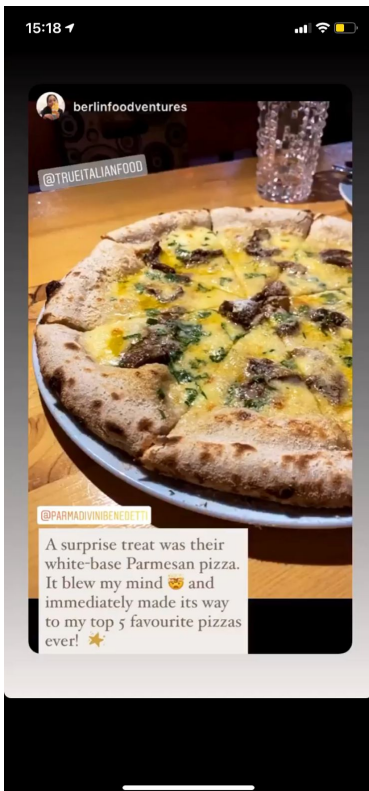 15:18
berlinfoodventures
@TRUEITALIANFOOD
@PARMADIVINIBENEDETTI
A surprise treat was their
white-base Parmesan pizza.
It blew my mind 🤯 and
immediately made its way
to my top 5 favourite pizzas
ever! ⭐